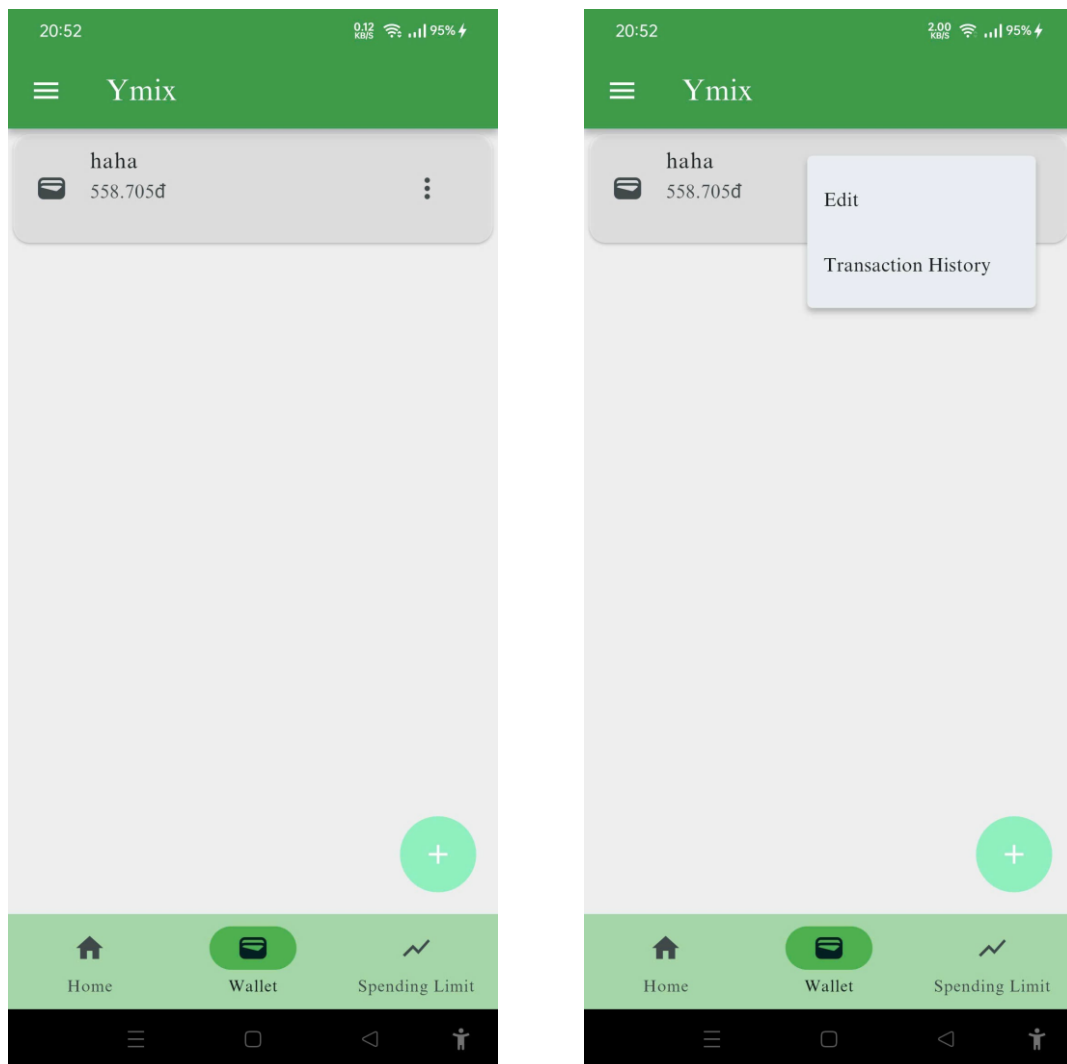 20:52 0.12 KB/S 95%
Ymix
haha
558.705đ
Home Wallet Spending Limit
20:52 2.00 KB/S 95%
Ymix
haha
558.705đ
Edit
Transaction History
Home Wallet Spending Limit